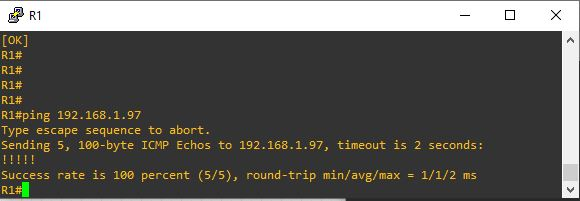 R1
[OK]
R1#
R1#
R1#
R1#
R1#ping 192.168.1.97
Type escape sequence to abort.
Sending 5, 100-byte ICMP Echos to 192.168.1.97, timeout is 2 seconds:
!!!!!
Success rate is 100 percent (5/5), round-trip min/avg/max = 1/1/2 ms
R1#